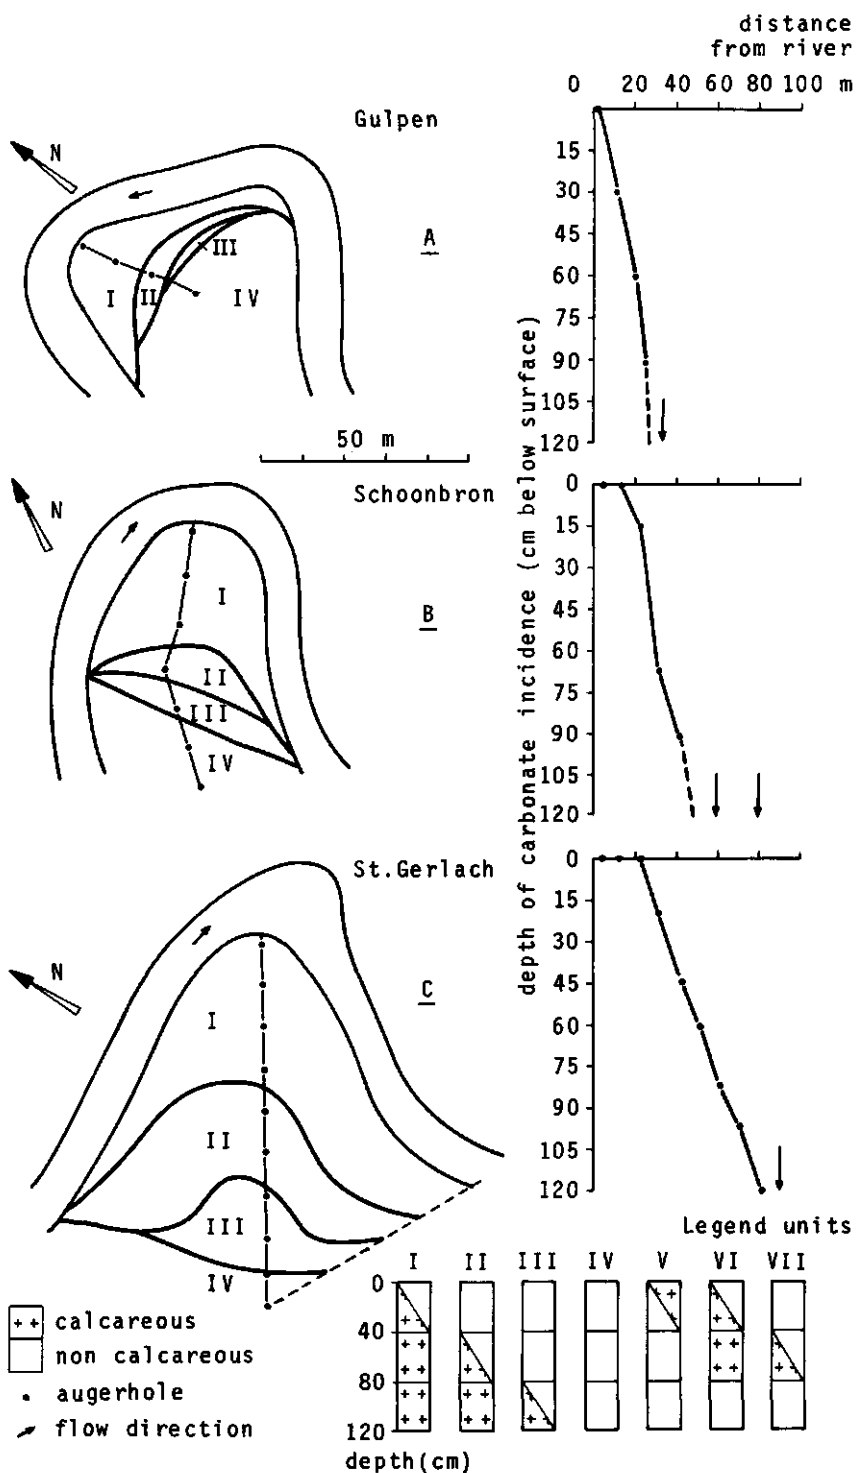 distance
from river
0 20 40 60 80 100 m
Gulpen
N
A
I
II
III
IV
15
30
45
60
75
90
105
120
50 m
depth of carbonate incidence (cm below surface)
Schoonbron
N
B
I
II
III
IV
0
15
30
45
60
75
90
105
120
St.Gerlach
N
C
I
II
III
IV
0
15
30
45
60
75
90
105
120
Legend units
I II III IV V VI VII
0
40
80
120
depth(cm)
++ calcareous
non calcareous
augerhole
flow direction